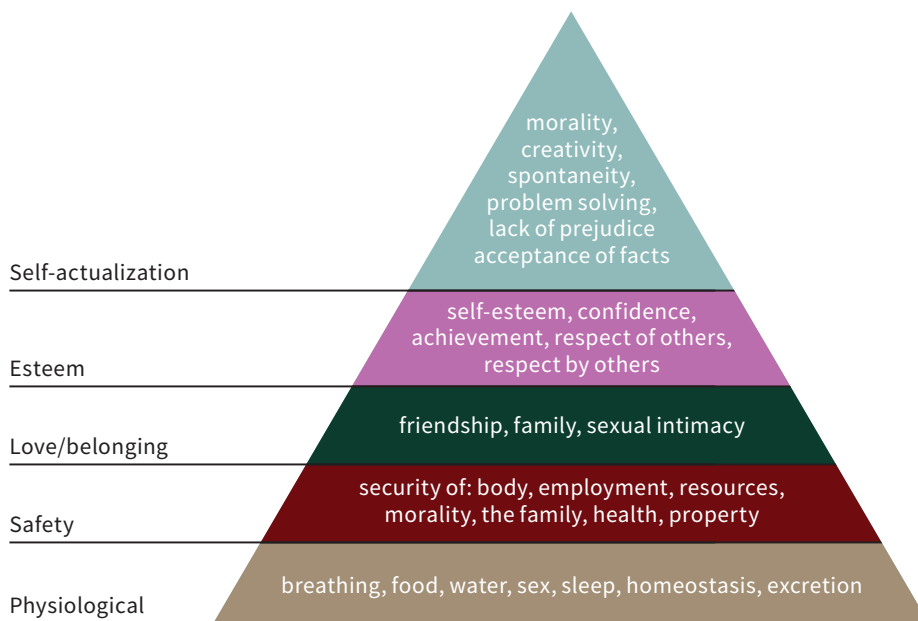 morality,
creativity,
spontaneity,
problem solving,
lack of prejudice
acceptance of facts
Self-actualization
self-esteem, confidence,
achievement, respect of others,
respect by others
Esteem
friendship, family, sexual intimacy
Love/belonging
security of: body, employment, resources,
morality, the family, health, property
Safety
breathing, food, water, sex, sleep, homeostasis, excretion
Physiological